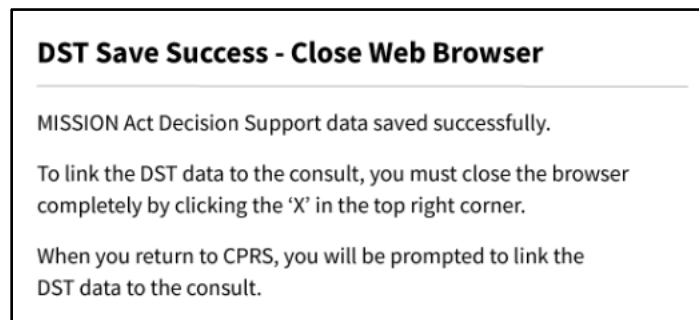 DST Save Success - Close Web Browser
MISSION Act Decision Support data saved successfully.
To link the DST data to the consult, you must close the browser
completely by clicking the ‘X’ in the top right corner.
When you return to CPRS, you will be prompted to link the
DST data to the consult.